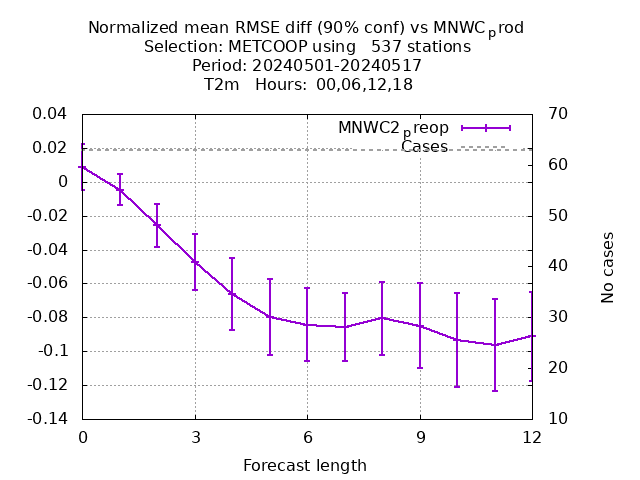 Normalized mean RMSE diff (90% conf) vs MNWCprod
Selection: METCOOP using 537 stations
Period: 20240501-20240517
T2m Hours: 00,06,12,18
MNWC2preop
Cases
0.04
0.02
0
-0.02
-0.04
-0.06
-0.08
-0.1
-0.12
-0.14
70
60
50
40
30
20
10
No cases
0 3 6 9 12
Forecast length